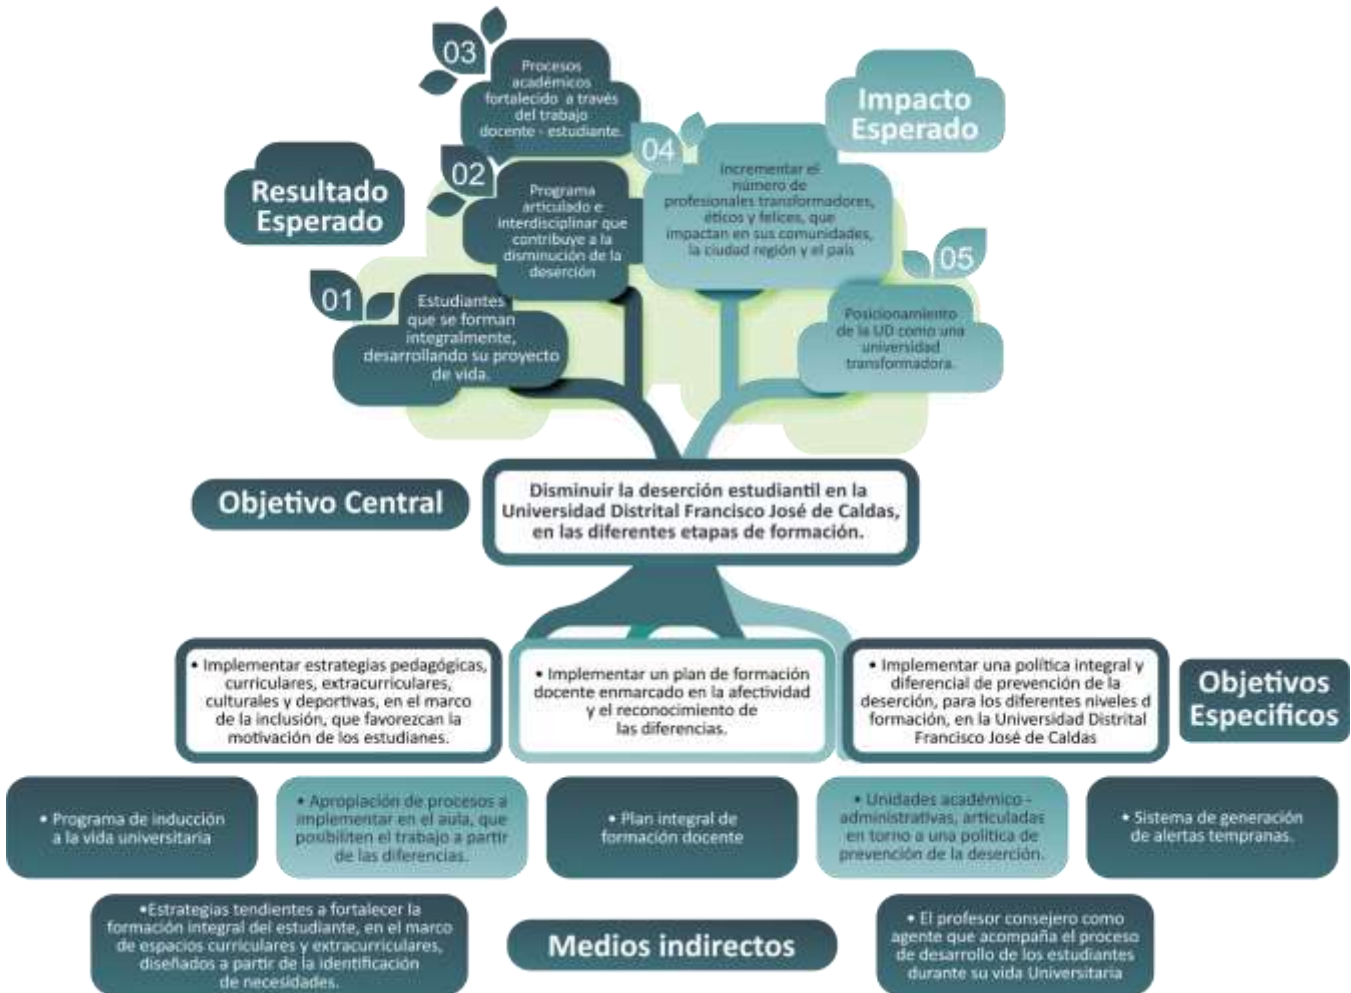 03
Procesos
académicos
fortalecido a través
del trabajo
docente - estudiante.
Impacto
Esperado
04
Incrementar el
número de
profesionales transformadores,
éticos y felices, que
impactan en sus comunidades,
la ciudad región y el país
02
Programa
articulado e
interdisciplinar que
contribuye a la
disminución de la
deserción
Resultado
Esperado
05
Posicionamiento
de la UD como una
universidad
transformadora.
01
Estudiantes
que se forman
integralmente,
desarrollando su proyecto
de vida.
Objetivo Central
Disminuir la deserción estudiantil en la
Universidad Distrital Francisco José de Caldas,
en las diferentes etapas de formación.
• Implementar estrategias pedagógicas,
curriculares, extracurriculares,
culturales y deportivas, en el marco
de la inclusión, que favorezcan la
motivación de los estudianes.
• Implementar un plan de formación
docente enmarcado en la afectividad
y el reconocimiento de
las diferencias.
• Implementar una política integral y
diferencial de prevención de la
deserción, para los diferentes niveles d
formación, en la Universidad Distrital
Francisco José de Caldas
Objetivos
Especificos
• Programa de inducción
a la vida universitaria
• Apropiación de procesos a
implementar en el aula, que
posibiliten el trabajo a partir
de las diferencias.
• Plan integral de
formación docente
• Unidades académico -
administrativas, articuladas
en torno a una política de
prevención de la deserción.
• Sistema de generación
de alertas tempranas.
•Estrategias tendientes a fortalecer la
formación integral del estudiante, en el marco
de espacios curriculares y extracurriculares,
diseñados a partir de la identificación
de necesidades.
Medios indirectos
• El profesor consejero como
agente que acompaña el proceso
de desarrollo de los estudiantes
durante su vida Universitaria